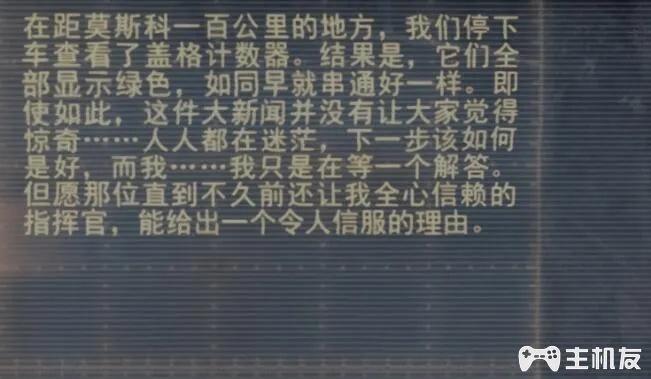 在距莫斯科一百公里的地方，我们停下
车查看了盖格计数器。结果是，它们全
部显示绿色，如同早就串通好一样。即
使如此，这件大新闻并没有让大家觉得
惊奇……人人都在迷茫，下一步该如何
是好，而我……我只是在等一个解答。
但愿那位直到不久前还让我全心信赖的
指挥官，能给出一个令人信服的理由。
主机友